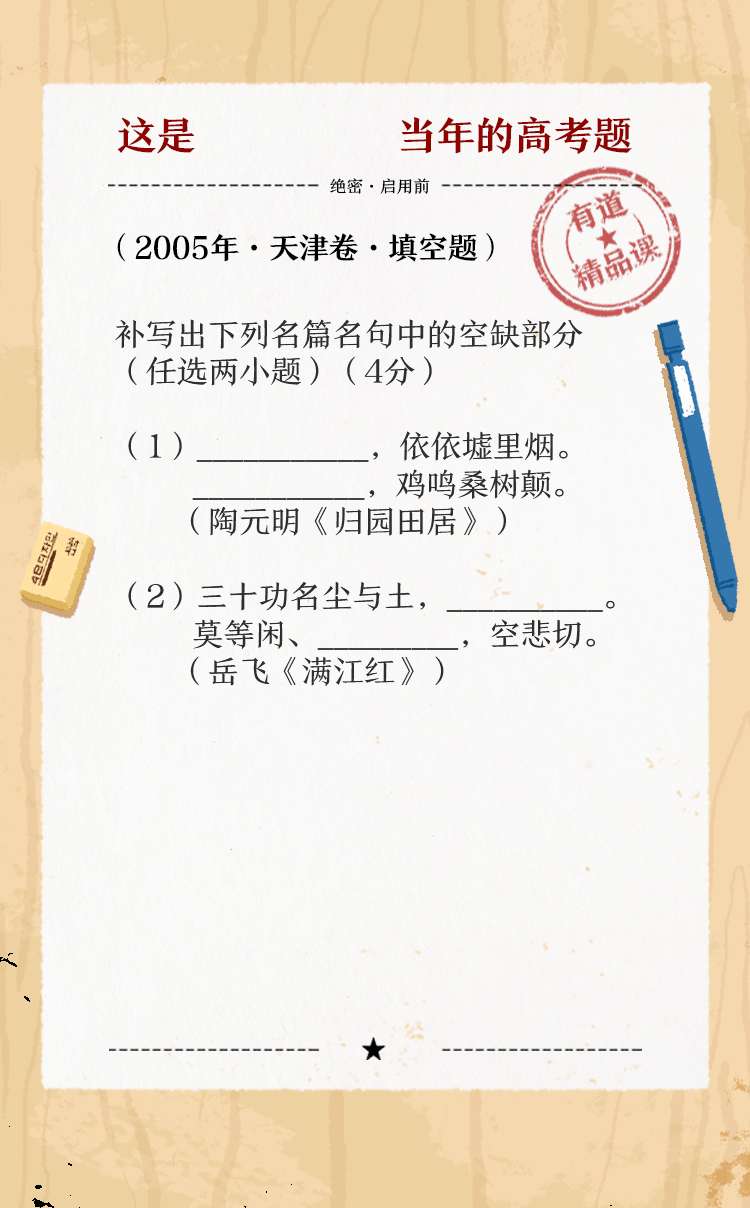 这是 当年的高考题
绝密·启用前
有道
精品课
（2005年·天津卷·填空题）
补写出下列名篇名句中的空缺部分
（任选两小题）（4分）
（1）___________，依依墟里烟。
___________，鸡鸣桑树颠。
（陶元明《归园田居》）
（2）三十功名尘与土，__________。
莫等闲、_________，空悲切。
（岳飞《满江红》）